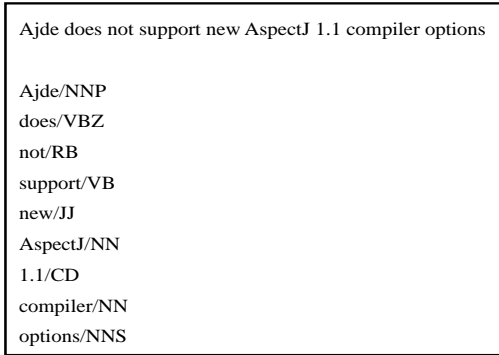 Ajde does not support new AspectJ 1.1 compiler options
Ajde/NNP
does/VBZ
not/RB
support/VB
new/JJ
AspectJ/NN
1.1/CD
compiler/NN
options/NNS